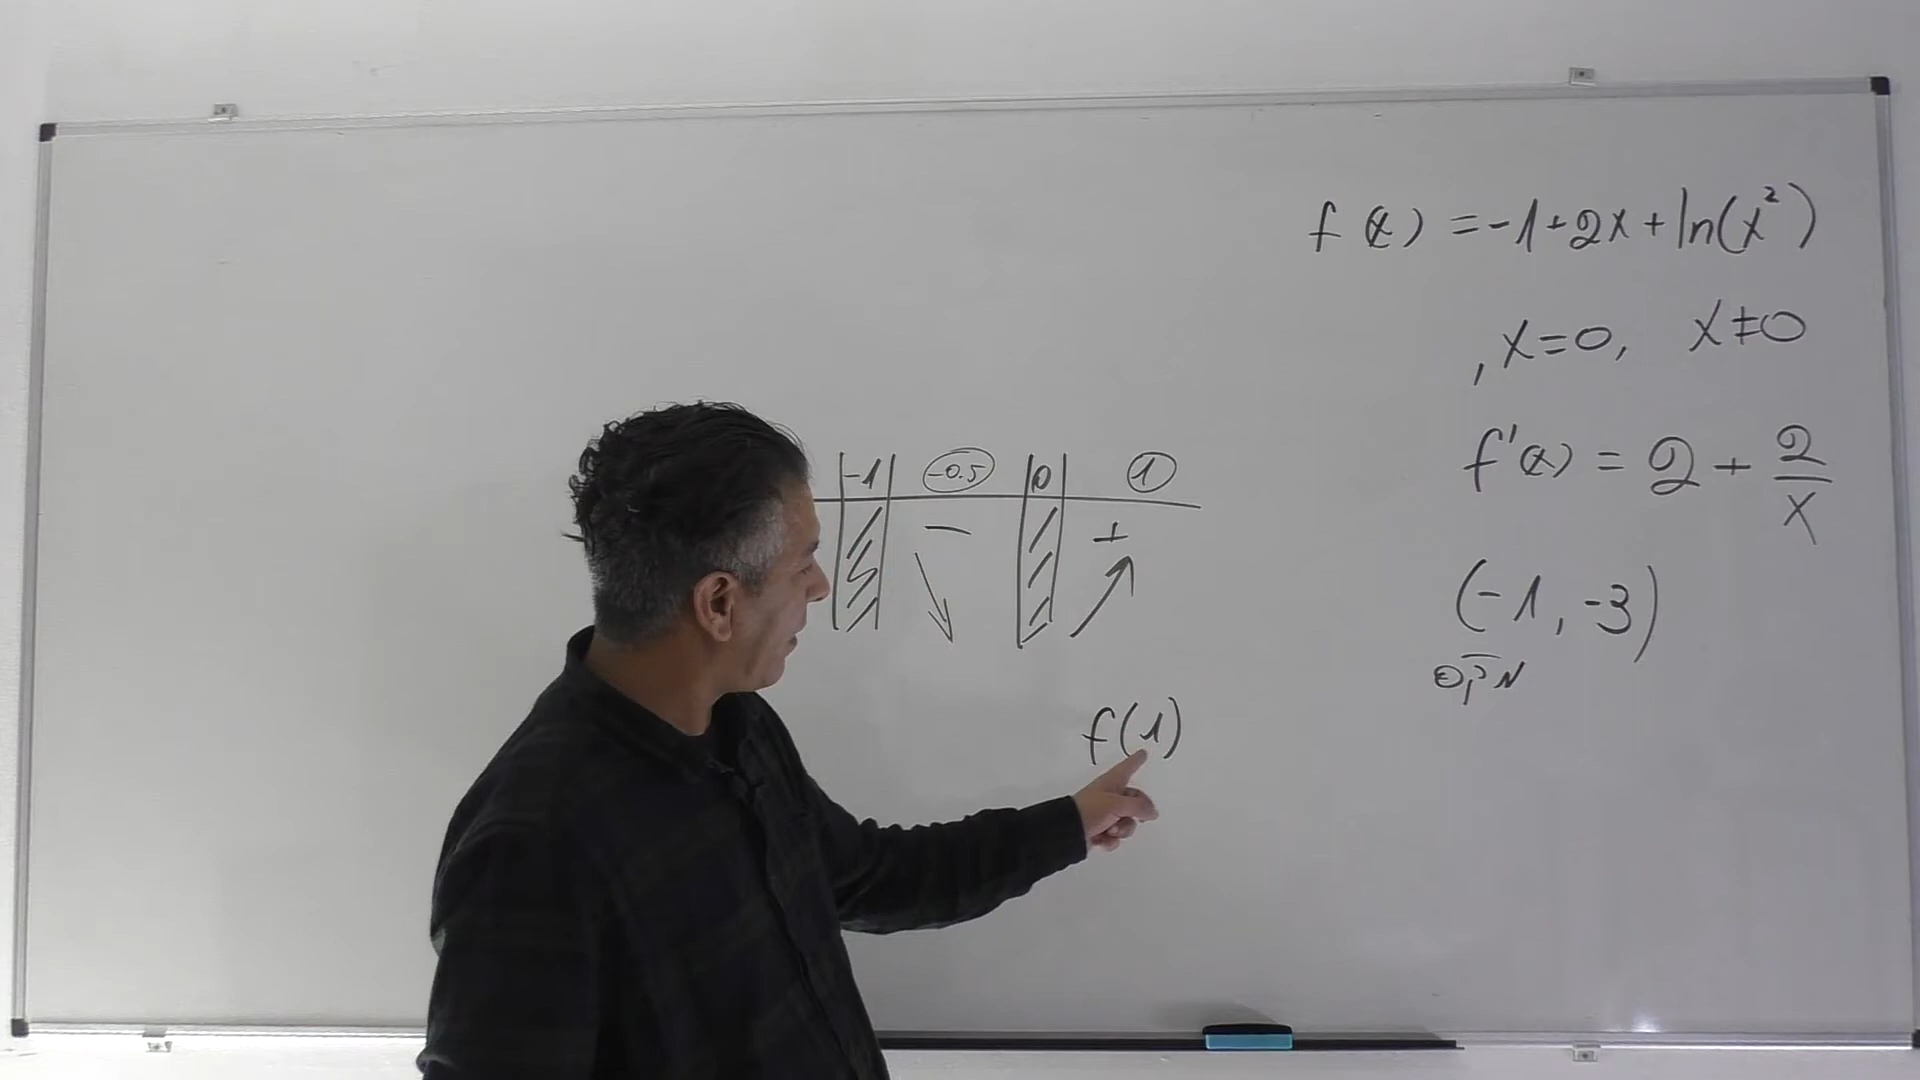 f(x) = -1+2x+ln(x²)
, x=0, x≠0
f'(x) = 2 + 2/x
-1 -0.5 0 1
- +
(-1, -3)
f(1)